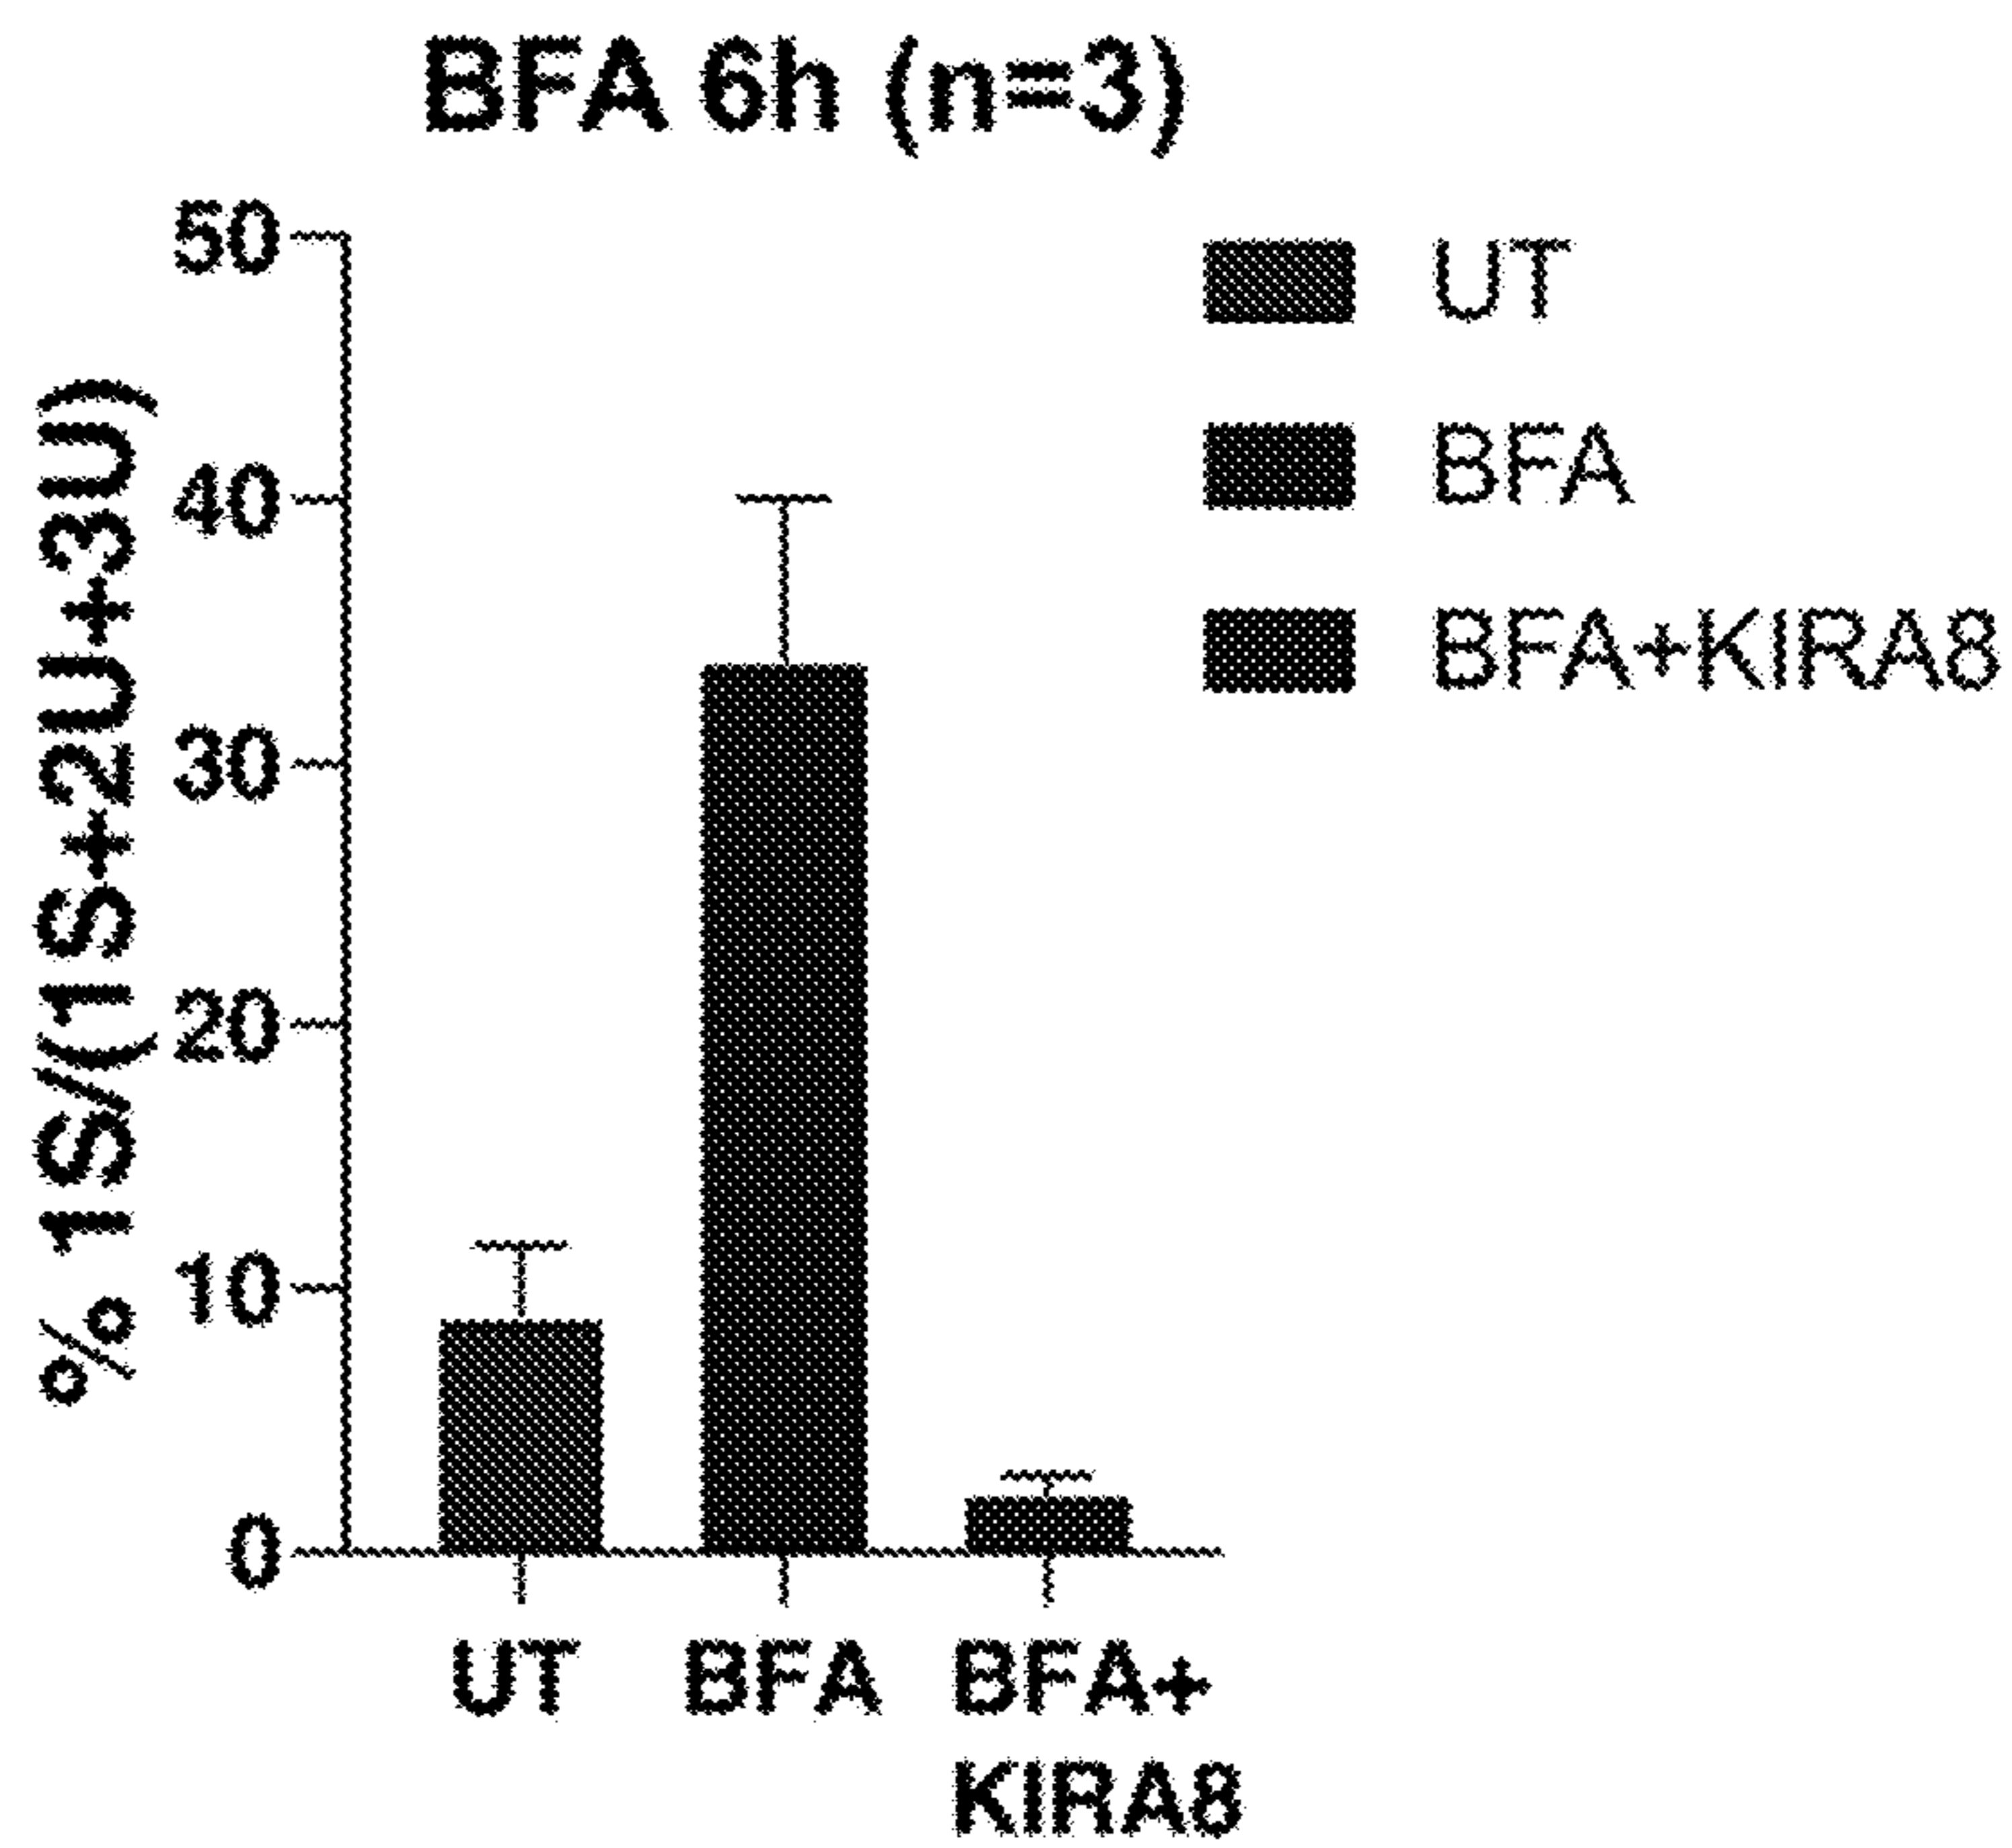 BFA 6h (n=3)
% 1S/(1S+2U+3U)
50
40
30
20
10
0
UT
BFA
BFA+KIRA8
UT
BFA
BFA+
KIRA8